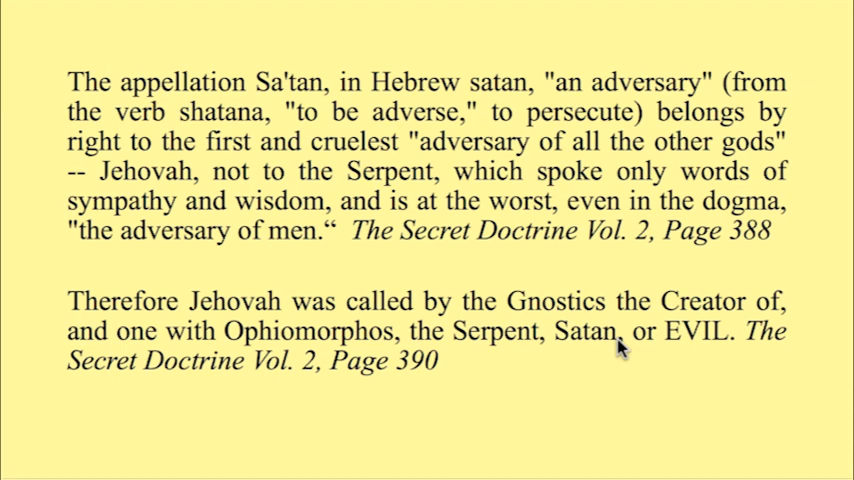 The appellation Sa'tan, in Hebrew satan, "an adversary" (from
the verb shatana, "to be adverse," to persecute) belongs by
right to the first and cruelest "adversary of all the other gods"
-- Jehovah, not to the Serpent, which spoke only words of
sympathy and wisdom, and is at the worst, even in the dogma,
"the adversary of men.“ The Secret Doctrine Vol. 2, Page 388
Therefore Jehovah was called by the Gnostics the Creator of,
and one with Ophiomorphos, the Serpent, Satan, or EVIL. The
Secret Doctrine Vol. 2, Page 390